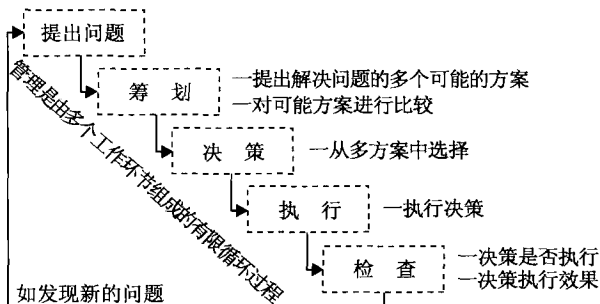 提出问题
筹 划
一提出解决问题的多个可能的方案
一对可能方案进行比较
决 策
一从多方案中选择
执 行
一执行决策
检 查
一决策是否执行
一决策执行效果
管理是由多个工作环节组成的有限循环过程
如发现新的问题